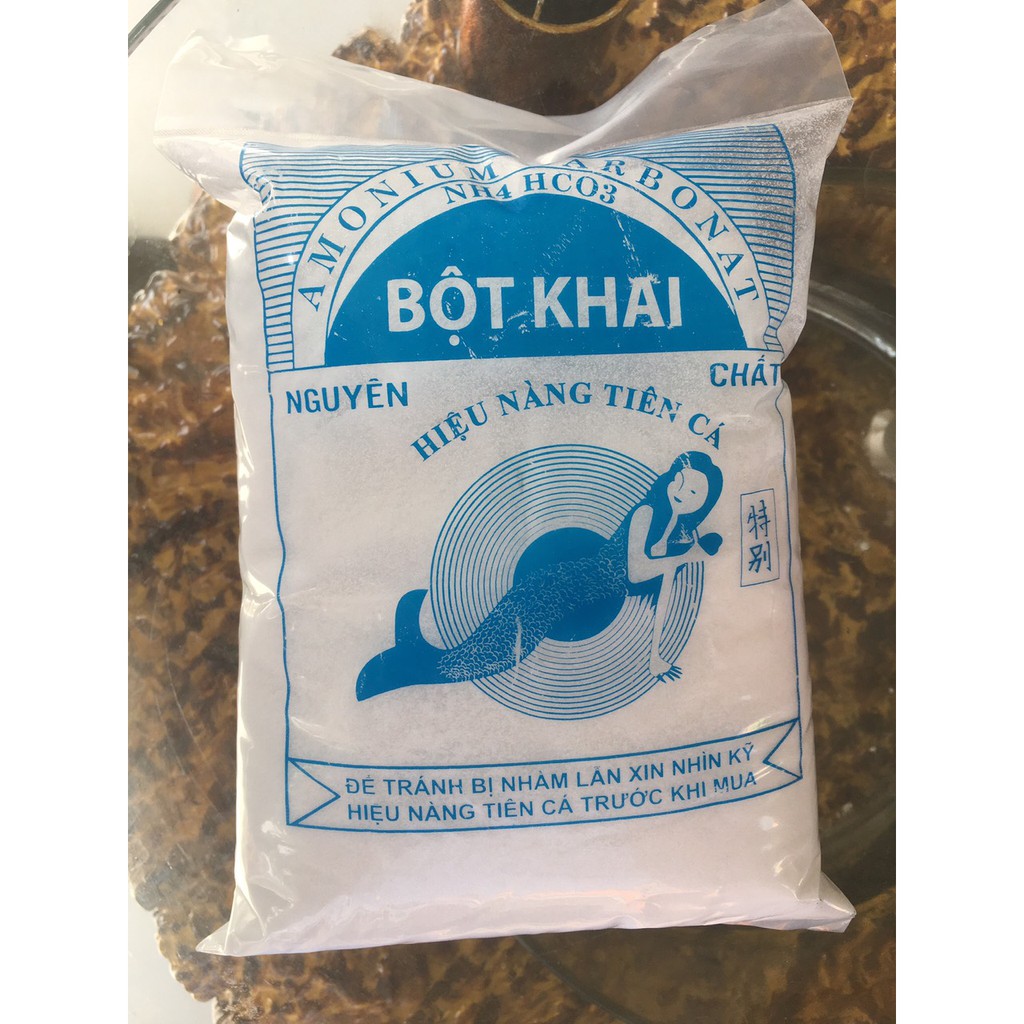 AMONIUM CARBONAT
NH4 HCO3
BỘT KHAI
NGUYÊN CHẤT
HIỆU NÀNG TIÊN CÁ
特别
ĐỂ TRÁNH BỊ NHẦM LẪN XIN NHÌN KỸ
HIỆU NÀNG TIÊN CÁ TRƯỚC KHI MUA